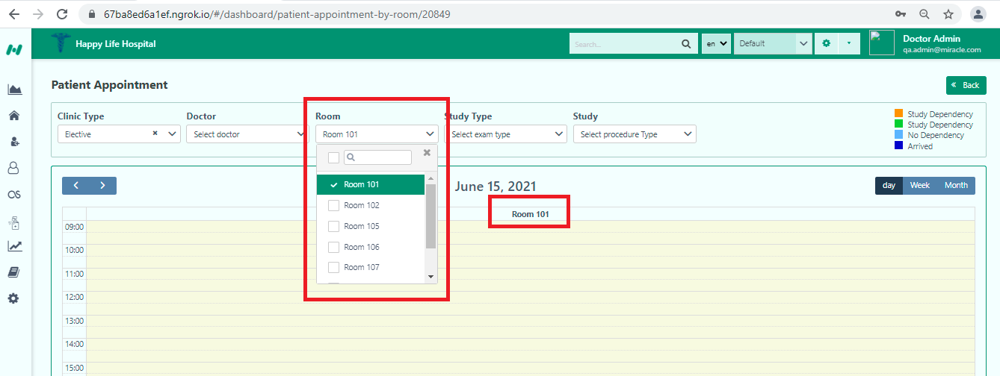 67ba8ed6a1ef.ngrok.io/#/dashboard/patient-appointment-by-room/20849
Happy Life Hospital
Search...
en
Default
Doctor Admin
qa.admin@miracle.com
Patient Appointment
Back
Clinic Type
Doctor
Room
Study Type
Study
Elective
Select doctor
Room 101
Select exam type
Select procedure Type
Study Dependency
Study Dependency
No Dependency
Arrived
Room 101
Room 102
Room 105
Room 106
Room 107
June 15, 2021
day
Week
Month
Room 101
09:00
10:00
11:00
12:00
13:00
14:00
15:00